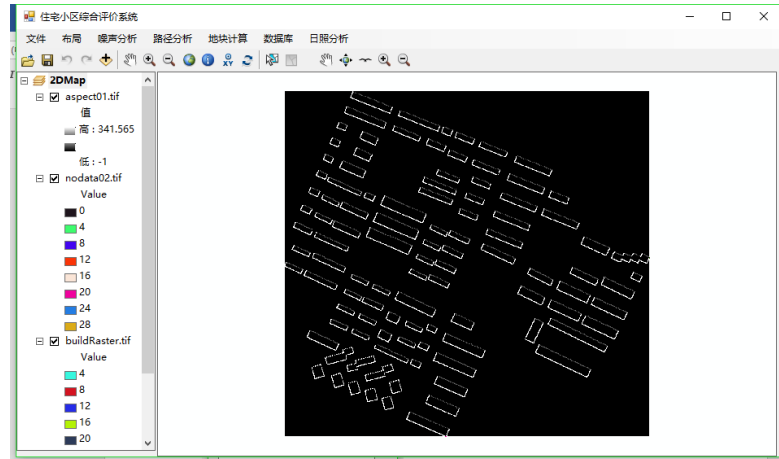 住宅小区综合评价系统
文件 布局 噪声分析 路径分析 地块计算 数据库 日照分析
XY
2DMap
aspect01.tif
值
高 : 341.565
低 : -1
nodata02.tif
Value
0
4
8
12
16
20
24
28
buildRaster.tif
Value
4
8
12
16
20